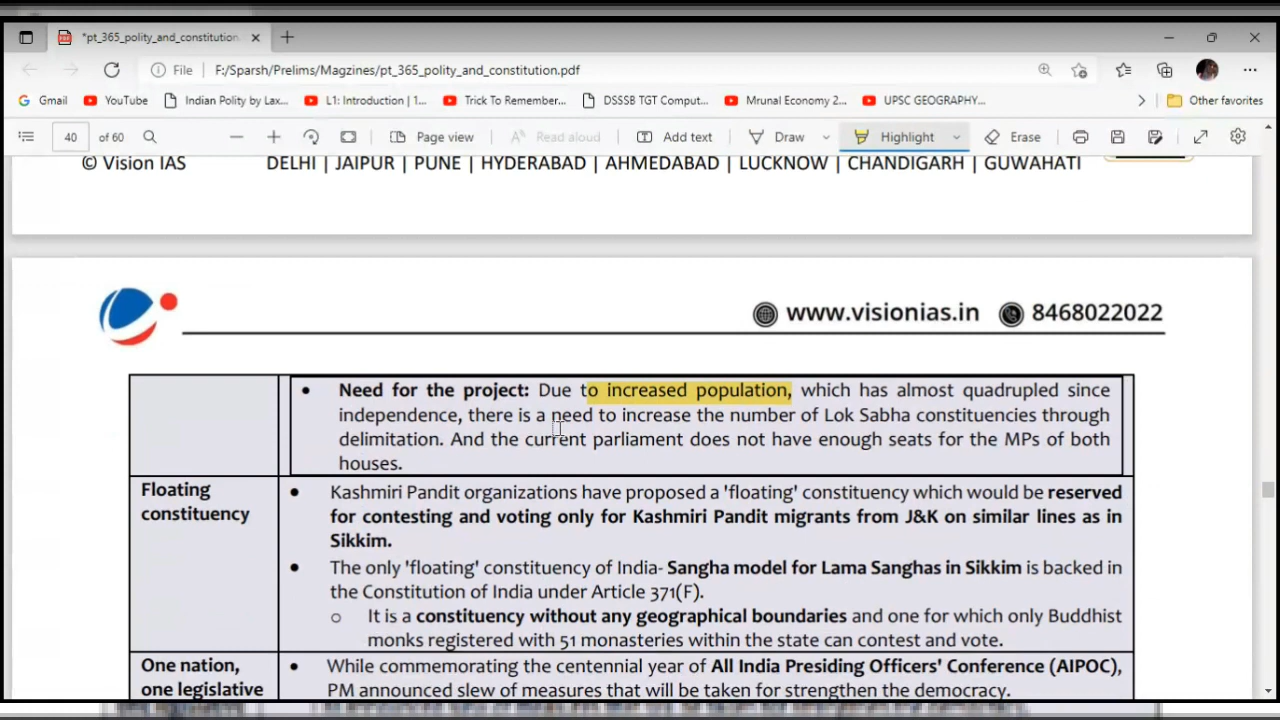 *pt_365_polity_and_constitution
File F:/Sparsh/Prelims/Magzines/pt_365_polity_and_constitution.pdf
Gmail YouTube Indian Polity by Lax... L1: Introduction | 1... Trick To Remember... DSSSB TGT Comput... Mrunal Economy 2... UPSC GEOGRAPHY... Other favorites
40 of 60 Page view Read aloud Add text Draw Highlight Erase
© Vision IAS DELHI | JAIPUR | PUNE | HYDERABAD | AHMEDABAD | LUCKNOW | CHANDIGARH | GUWAHATI
www.visionias.in 8468022022
• Need for the project: Due to increased population, which has almost quadrupled since
independence, there is a need to increase the number of Lok Sabha constituencies through
delimitation. And the current parliament does not have enough seats for the MPs of both
houses.
Floating
constituency
• Kashmiri Pandit organizations have proposed a 'floating' constituency which would be reserved
for contesting and voting only for Kashmiri Pandit migrants from J&K on similar lines as in
Sikkim.
• The only 'floating' constituency of India- Sangha model for Lama Sanghas in Sikkim is backed in
the Constitution of India under Article 371(F).
o It is a constituency without any geographical boundaries and one for which only Buddhist
monks registered with 51 monasteries within the state can contest and vote.
One nation,
one legislative
• While commemorating the centennial year of All India Presiding Officers' Conference (AIPOC),
PM announced slew of measures that will be taken for strengthen the democracy.